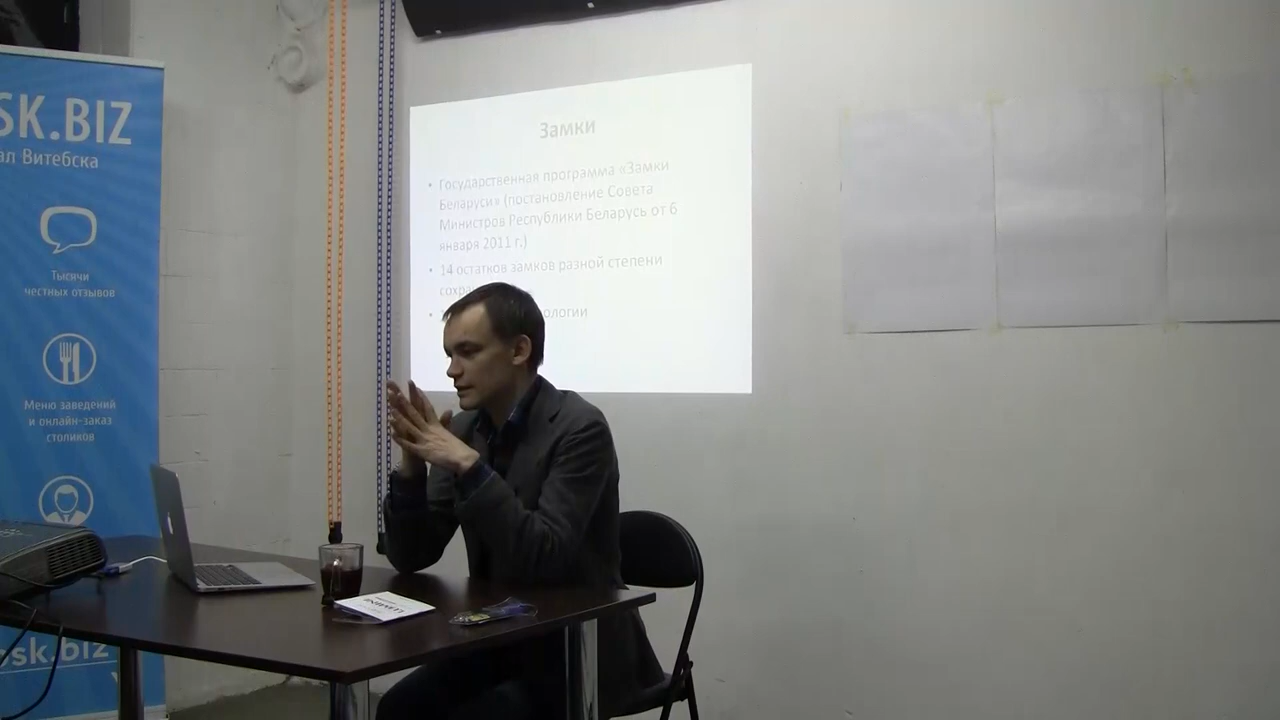 SK.BIZ
ал Витебска
Тысячи
честных отзывов
Меню заведений
и онлайн-заказ
столиков
sk.biz
Замки
• Государственная программа «Замки
Беларуси» (постановление Совета
Министров Республики Беларусь от 6
января 2011 г.)
• 14 остатков замков разной степени
сохра
• ологии